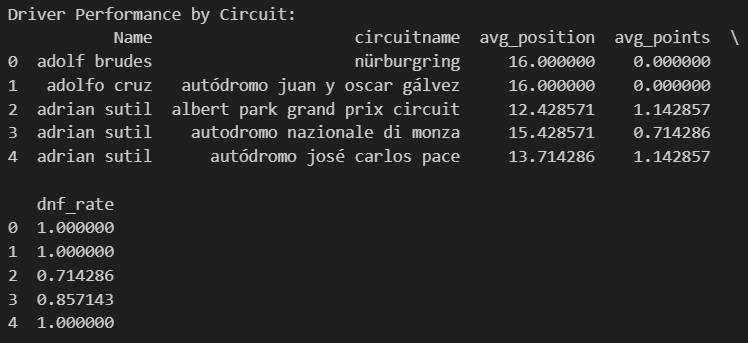 Driver Performance by Circuit:
Name circuitname avg_position avg_points \
0 adolf brudes nürburgring 16.000000 0.000000
1 adolfo cruz autódromo juan y oscar gálvez 16.000000 0.000000
2 adrian sutil albert park grand prix circuit 12.428571 1.142857
3 adrian sutil autodromo nazionale di monza 15.428571 0.714286
4 adrian sutil autódromo josé carlos pace 13.714286 1.142857
dnf_rate
0 1.000000
1 1.000000
2 0.714286
3 0.857143
4 1.000000